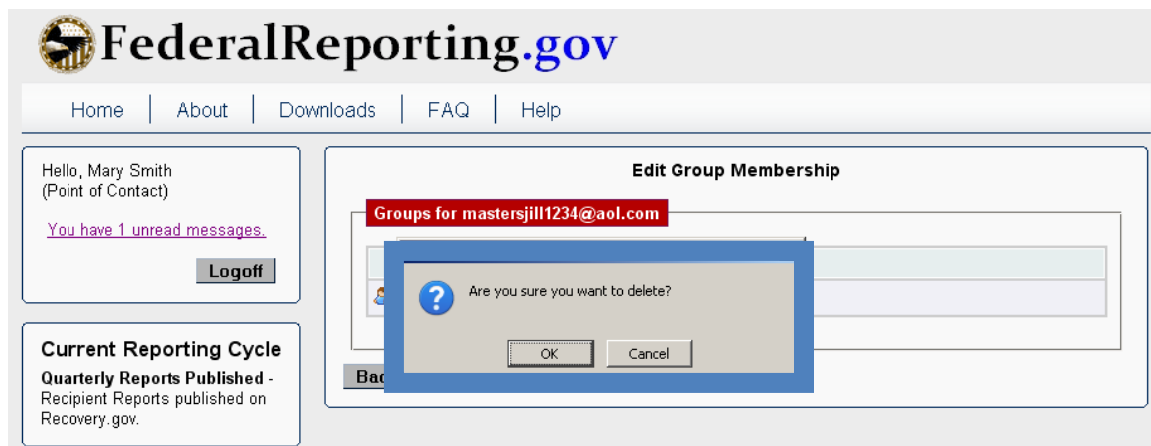 FederalReporting.gov
Home About Downloads FAQ Help
Hello, Mary Smith
(Point of Contact)
You have 1 unread messages.
Logoff
Current Reporting Cycle
Quarterly Reports Published -
Recipient Reports published on
Recovery.gov.
Edit Group Membership
Groups for mastersjill1234@aol.com
Are you sure you want to delete?
OK Cancel